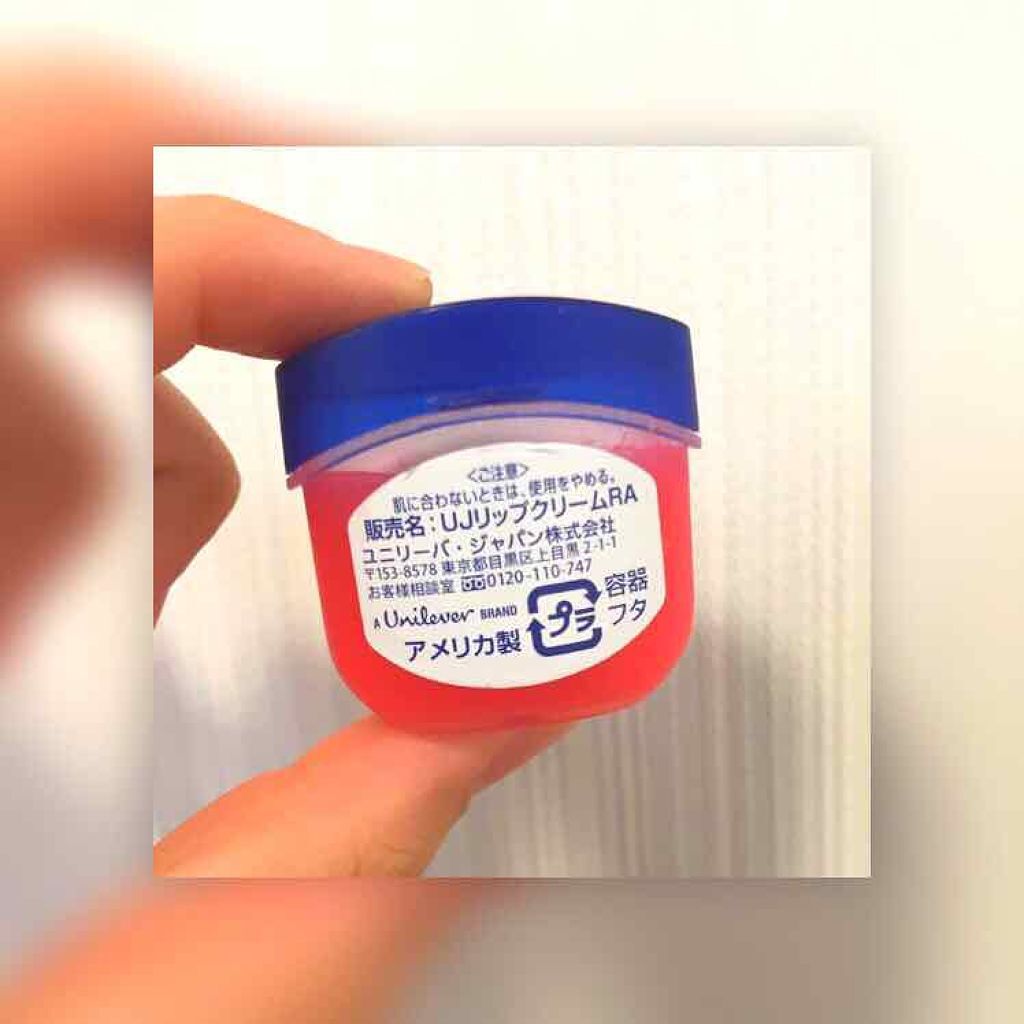 <ご注意>
肌に合わないときは、使用をやめる。
販売名：UJリップクリームRA
ユニリーバ・ジャパン株式会社
〒153-8578 東京都目黒区上目黒 2-1-1
お客様相談室 0120-110-747
A Unilever BRAND
アメリカ製
プラ
容器
フタ